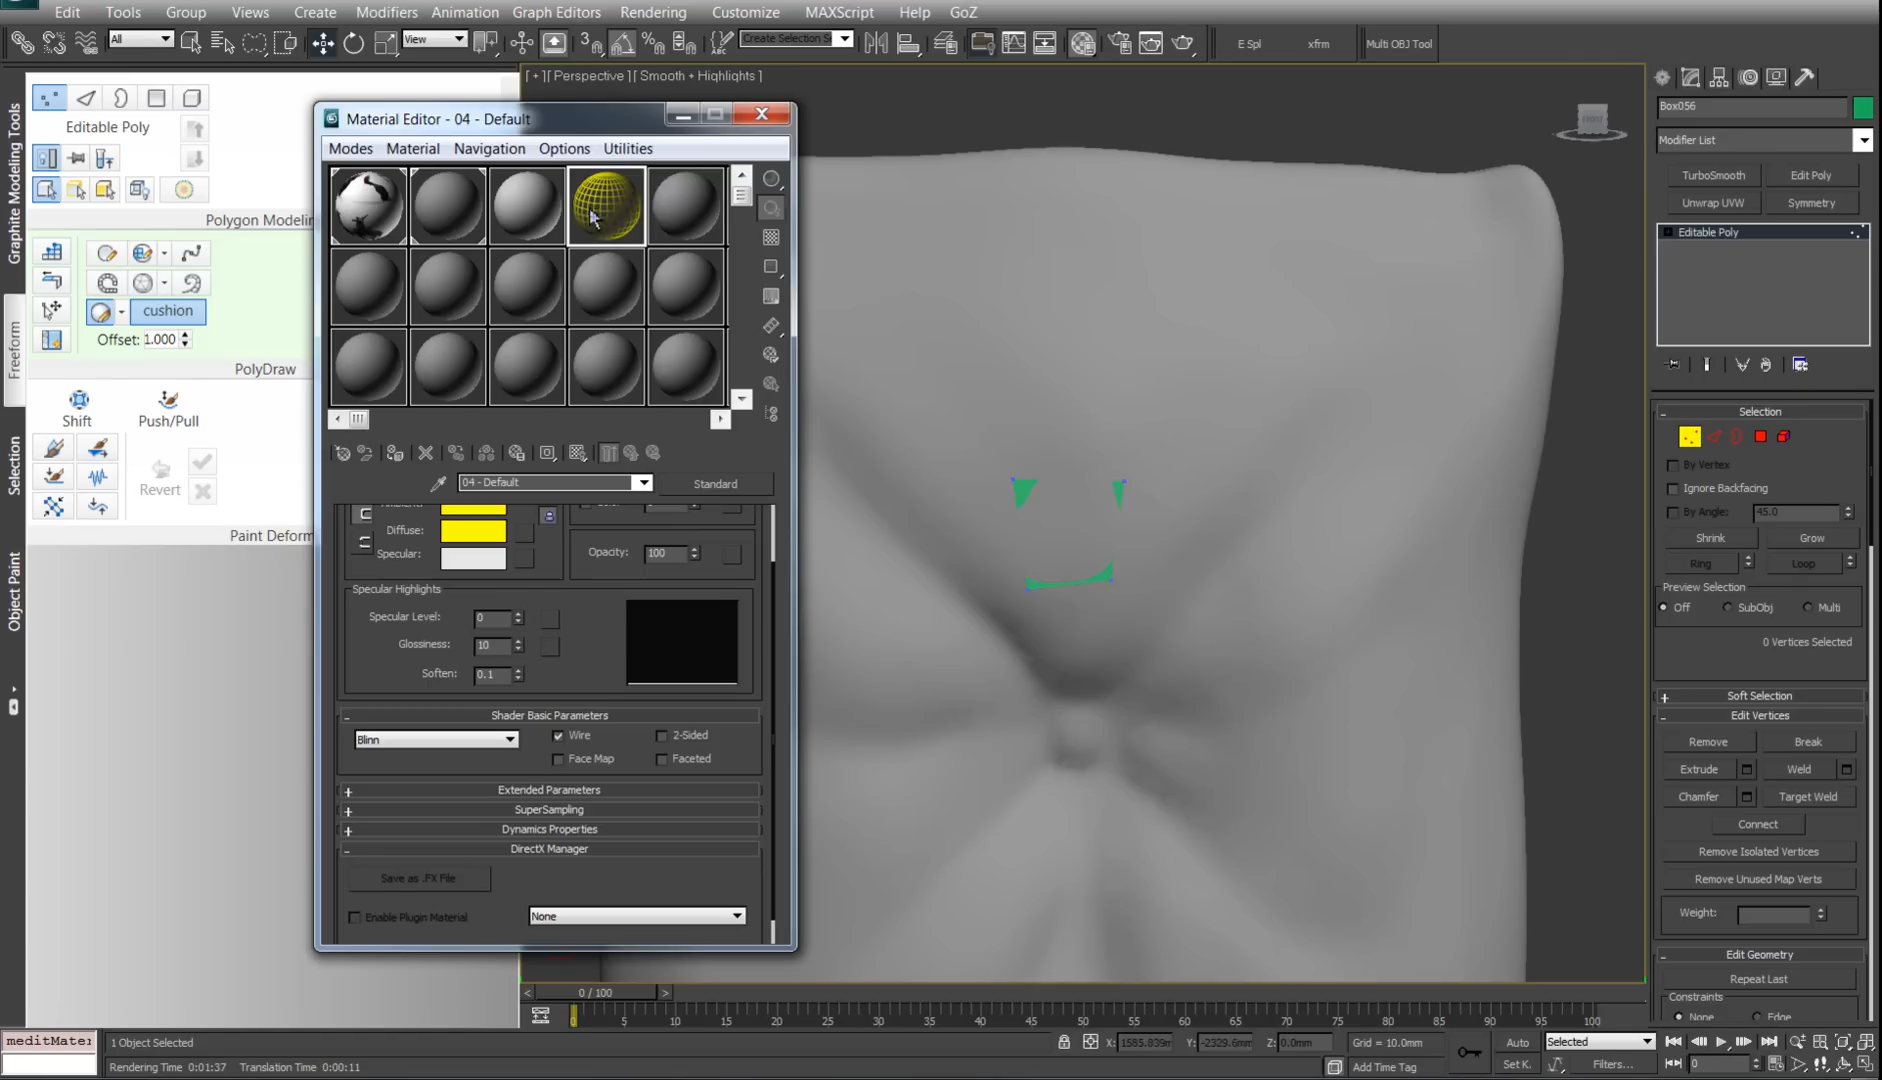 Edit Tools Group Views Create Modifiers Animation Graph Editors Rendering Customize MAXScript Help GoZ
All View 3 Create Selection S E Spl xfrm Multi OBJ Tool
[ + ][ Perspective ][ Smooth + Highlights ]
Graphite Modeling Tools
Freeform
Selection
Object Paint
Editable Poly
Polygon Modelin
cushion
Offset: 1.000
PolyDraw
Shift Push/Pull
Revert
Paint Deform
Material Editor - 04 - Default
Modes Material Navigation Options Utilities
04 - Default Standard
Diffuse:
Specular: Opacity: 100
Specular Highlights
Specular Level: 0
Glossiness: 10
Soften: 0.1
Shader Basic Parameters
Blinn Wire 2-Sided
Face Map Faceted
Extended Parameters
SuperSampling
Dynamics Properties
DirectX Manager
Save as .FX File
Enable Plugin Material None
Box056
Modifier List
TurboSmooth Edit Poly
Unwrap UVW Symmetry
Editable Poly
Selection
By Vertex
Ignore Backfacing
By Angle: 45.0
Shrink Grow
Ring Loop
Preview Selection
Off SubObj Multi
0 Vertices Selected
Soft Selection
Edit Vertices
Remove Break
Extrude Weld
Chamfer Target Weld
Connect
Remove Isolated Vertices
Remove Unused Map Verts
Weight:
Edit Geometry
Repeat Last
Constraints
None Edge
0 / 100
0 5 10 15 20 25 30 35 40 45 50 55 60 65 70 75 80 85 90 95 100
meditMate 1 Object Selected X: 1585.839m Y: -2329.6mm Z: 0.0mm Grid = 10.0mm Auto Selected
Rendering Time 0:01:37 Translation Time 0:00:11 Add Time Tag Set K. Filters... 0